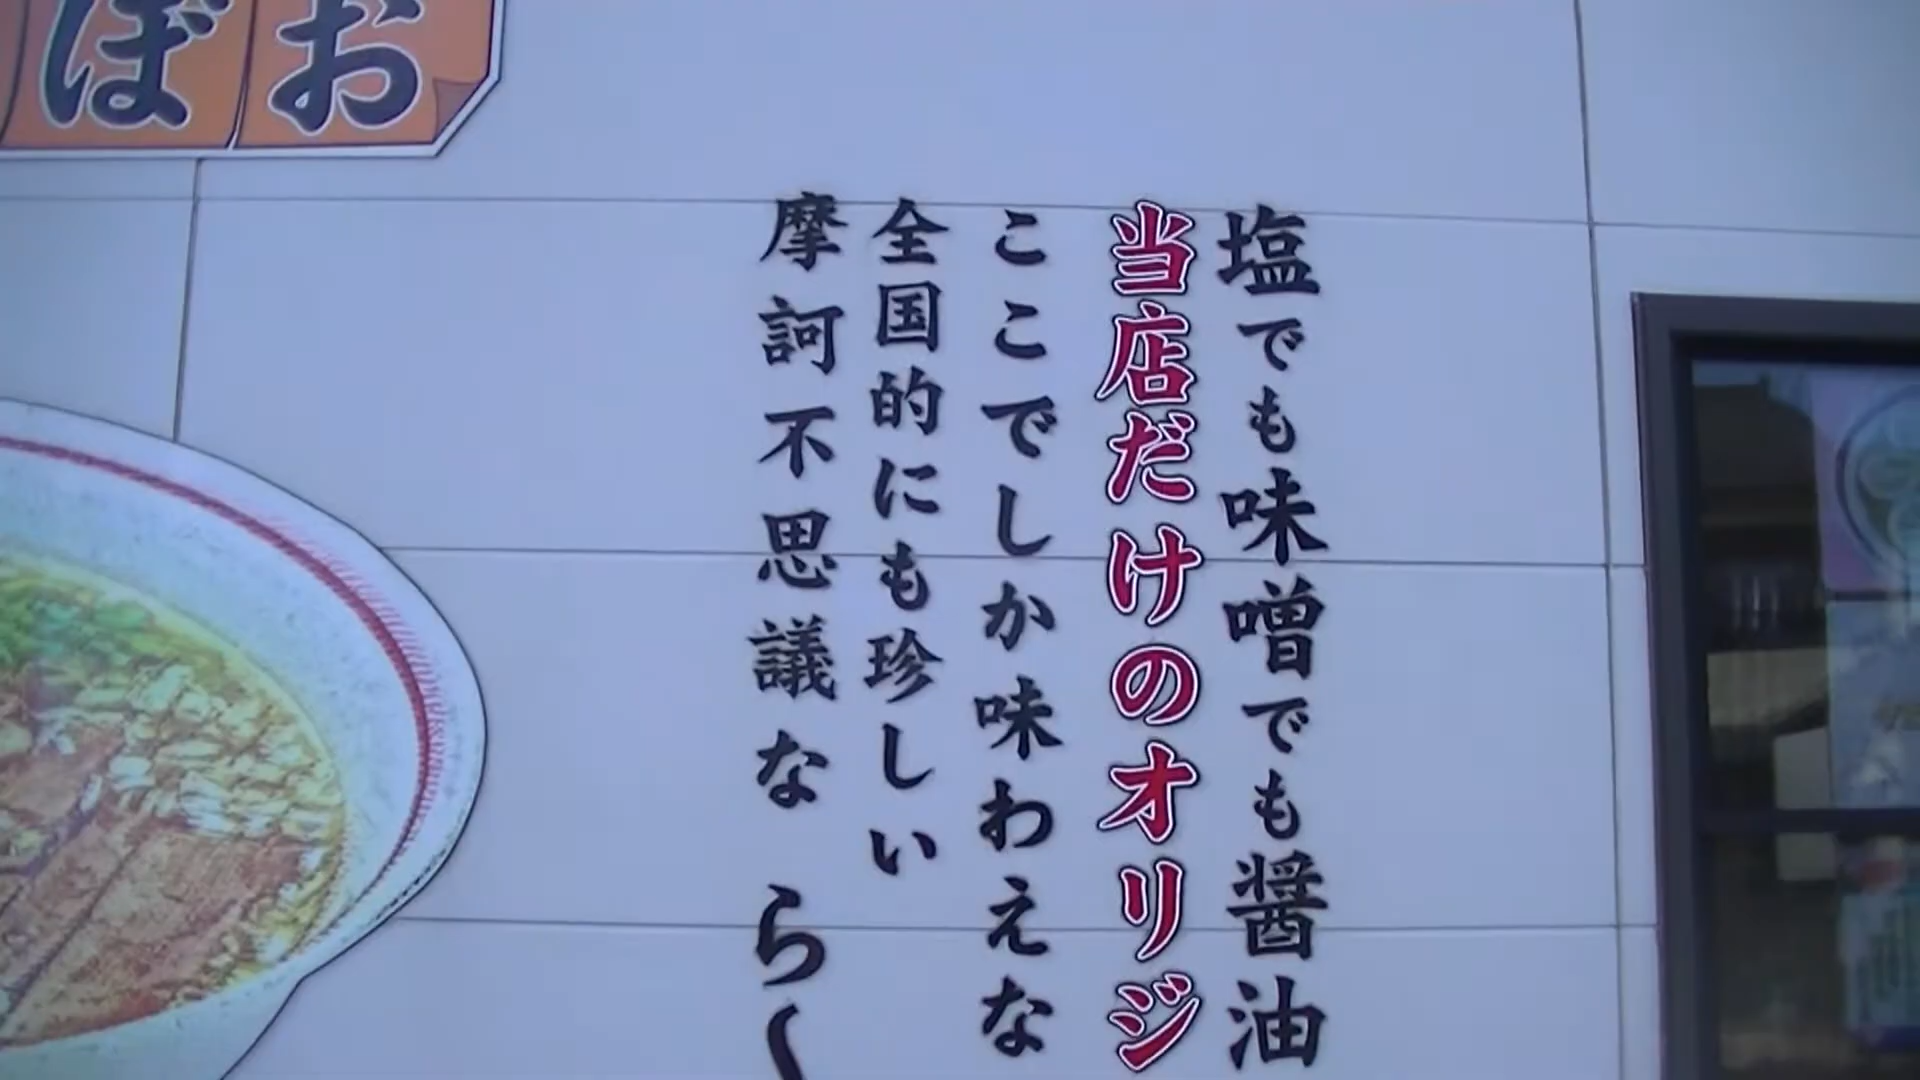 おぼ
塩でも味噌でも醤油
当店だけのオリジ
ここでしか味わえな
全国的にも珍しい
摩訶不思議なら〜